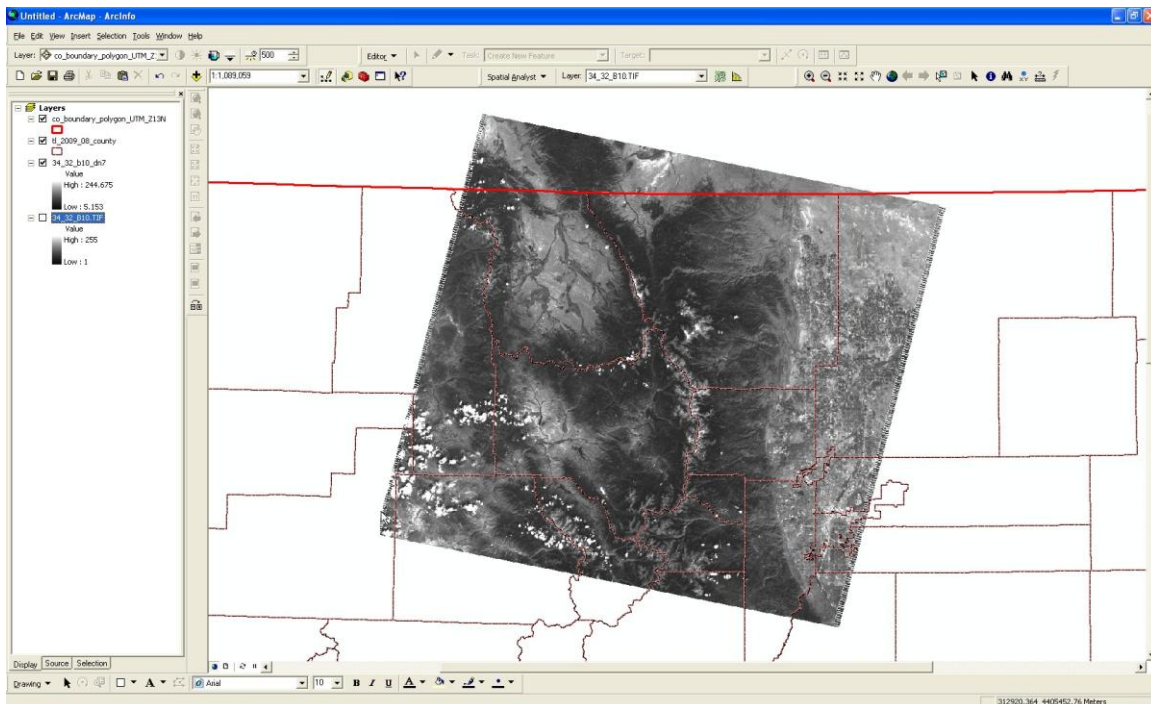 Untitled - ArcMap - ArcInfo
File Edit View Insert Selection Tools Window Help
Layer: co_boundary_polygon_UTM_Z1 500 Editor Task: Create New Feature Target:
1:1,089,059 Spatial Analyst Layer: 34_32_B10.TIF
Layers
co_boundary_polygon_UTM_Z13N
tl_2009_08_county
34_32_b10_dn7
Value
High : 244.675
Low : 5.153
34_32_B10.TIF
Value
High : 255
Low : 1
Display Source Selection
Drawing A Arial 10 B I U A
312920.364 4405452.76 Meters